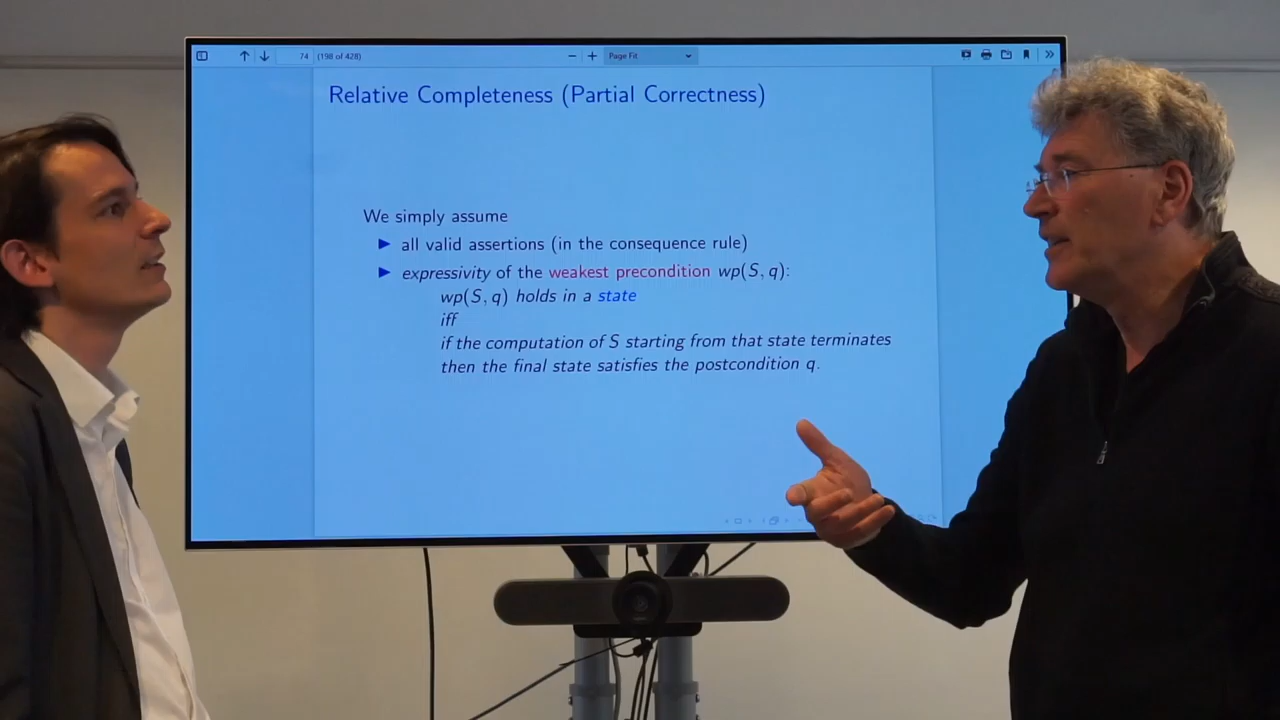 74 (198 of 428)
Page Fit
Relative Completeness (Partial Correctness)
We simply assume
all valid assertions (in the consequence rule)
expressivity of the weakest precondition wp(S, q):
wp(S, q) holds in a state
iff
if the computation of S starting from that state terminates
then the final state satisfies the postcondition q.